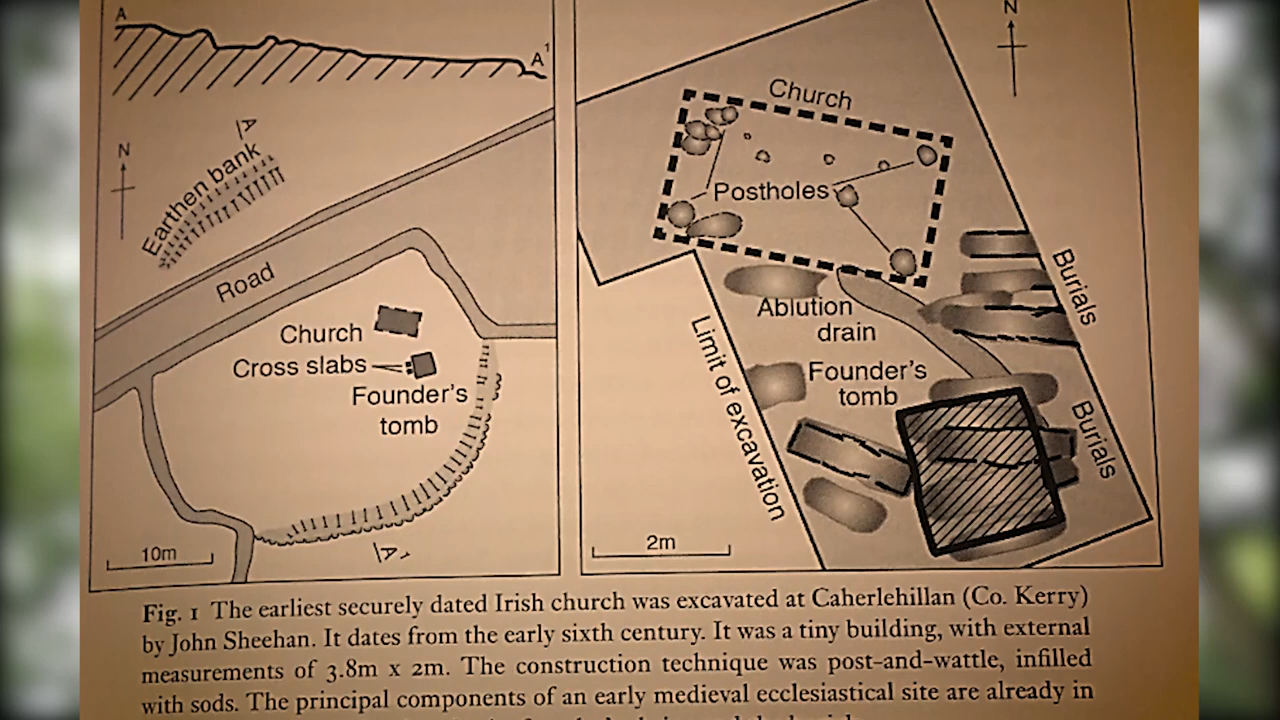 A
A¹
N
A
Earthen bank
Road
Church
Cross slabs
Founder's
tomb
10m
A¹
N
Church
Postholes
Ablution
drain
Burials
Limit of excavation
Founder's
tomb
Burials
2m
Fig. 1 The earliest securely dated Irish church was excavated at Caherlehillan (Co. Kerry)
by John Sheehan. It dates from the early sixth century. It was a tiny building, with external
measurements of 3.8m x 2m. The construction technique was post-and-wattle, infilled
with sods. The principal components of an early medieval ecclesiastical site are already in